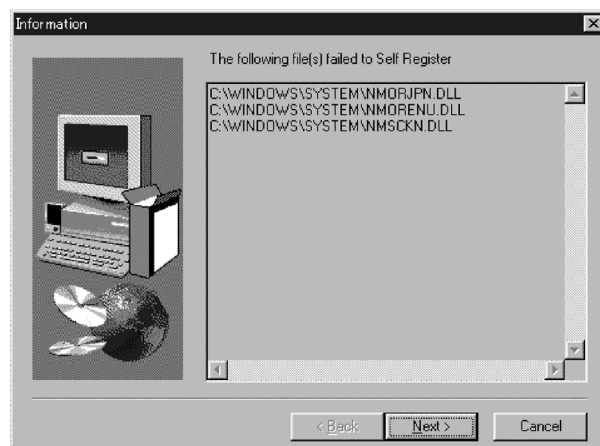 Information
The following file(s) failed to Self Register
C:\WINDOWS\SYSTEM\NMORJPN.DLL
C:\WINDOWS\SYSTEM\NMORENU.DLL
C:\WINDOWS\SYSTEM\NMSCKN.DLL
< Back
Next >
Cancel